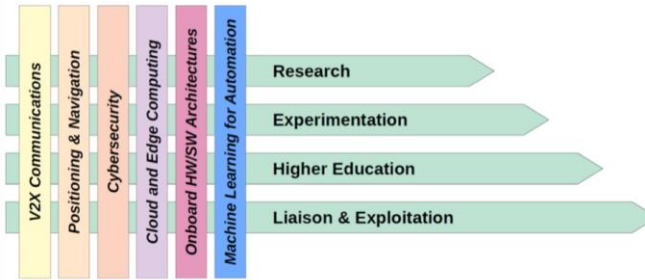 V2X Communications
Positioning & Navigation
Cybersecurity
Cloud and Edge Computing
Onboard HW/SW Architectures
Machine Learning for Automation
Research
Experimentation
Higher Education
Liaison & Exploitation